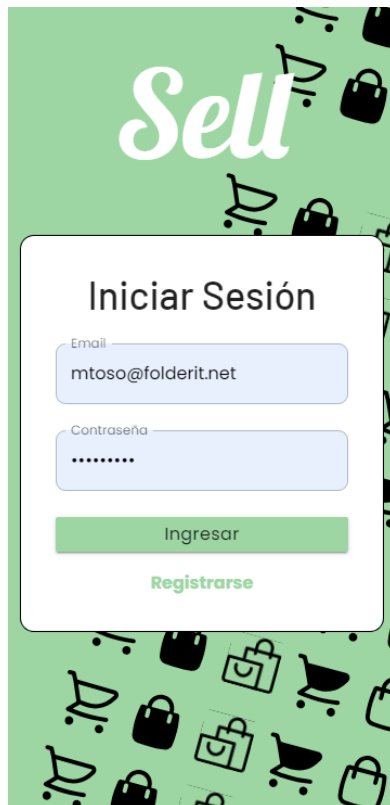 Sell
Iniciar Sesión
Email
mtoso@folderit.net
Contraseña
•••••••••
Ingresar
Registrarse